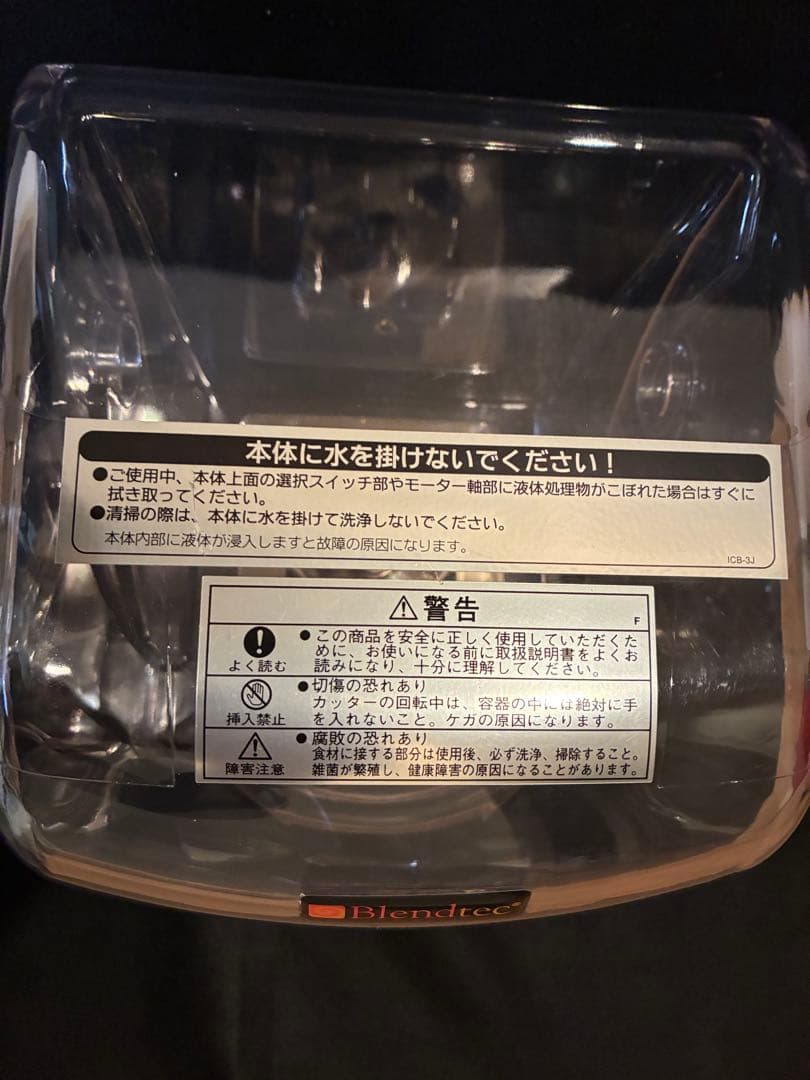 本体に水を掛けないでください！
●ご使用中、本体上面の選択スイッチ部やモーター軸部に液体処理物がこぼれた場合はすぐに
拭き取ってください。
●清掃の際は、本体に水を掛けて洗浄しないでください。
本体内部に液体が浸入しますと故障の原因になります。
ICB-3J
⚠警告
F
よく読む
●この商品を安全に正しく使用していただくた
めに、お使いになる前に取扱説明書をよくお
読みになり、十分に理解してください。
挿入禁止
●切傷の恐れあり
カッターの回転中は、容器の中には絶対に手
を入れないこと。ケガの原因になります。
障害注意
●腐敗の恐れあり
食材に接する部分は使用後、必ず洗浄、掃除すること。
雑菌が繁殖し、健康障害の原因になることがあります。
Blendtec®